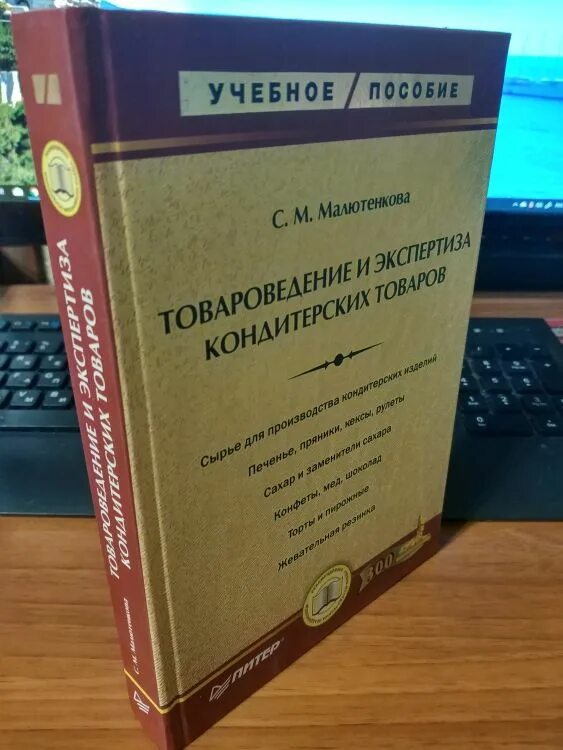 УЧЕБНОЕ / ПОСОБИЕ
С. М. Малютенкова
ТОВАРОВЕДЕНИЕ И ЭКСПЕРТИЗА
КОНДИТЕРСКИХ ТОВАРОВ
Сырье для производства кондитерских изделий
Печенье, пряники, кексы, рулеты
Сахар и заменители сахара
Конфеты, мед, шоколад
Торты и пирожные
Жевательная резинка
300
ПИТЕР®
С. М. Малютенкова
ТОВАРОВЕДЕНИЕ И ЭКСПЕРТИЗА
КОНДИТЕРСКИХ ТОВАРОВ